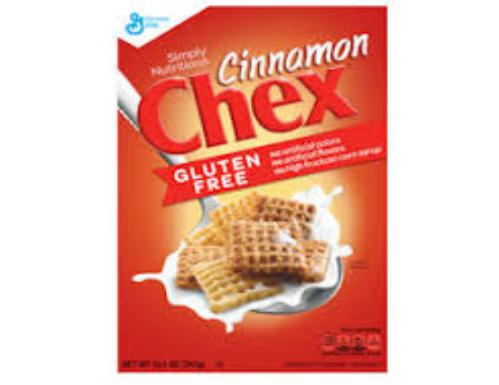 General
Mills
Simply
Nutritious
Cinnamon
Chex
GLUTEN
FREE
no artificial colors
no artificial flavors
no high fructose corn syrup